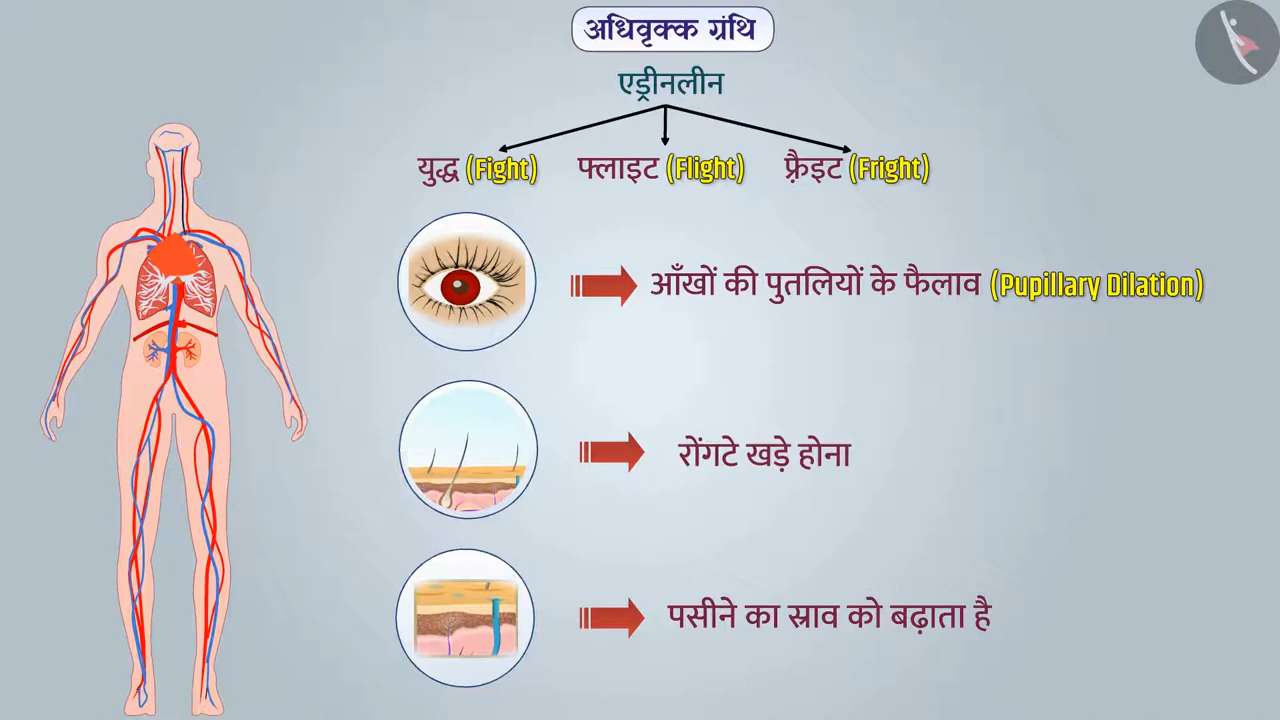 अधिवृक्क ग्रंथि
एड्रीनलीन
युद्ध (Fight) फ्लाइट (Flight) फ़्रैइट (Fright)
आँखों की पुतलियों के फैलाव (Pupillary Dilation)
रोंगटे खड़े होना
पसीने का स्राव को बढ़ाता है